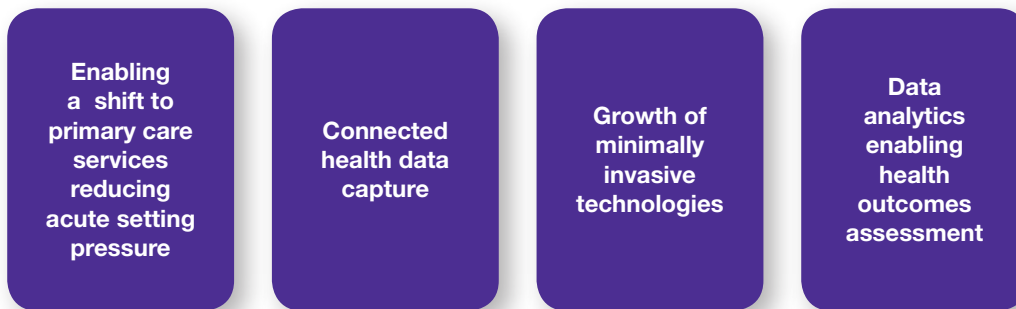 Enabling
a shift to
primary care
services
reducing
acute setting
pressure
Connected
health data
capture
Growth of
minimally
invasive
technologies
Data
analytics
enabling
health
outcomes
assessment